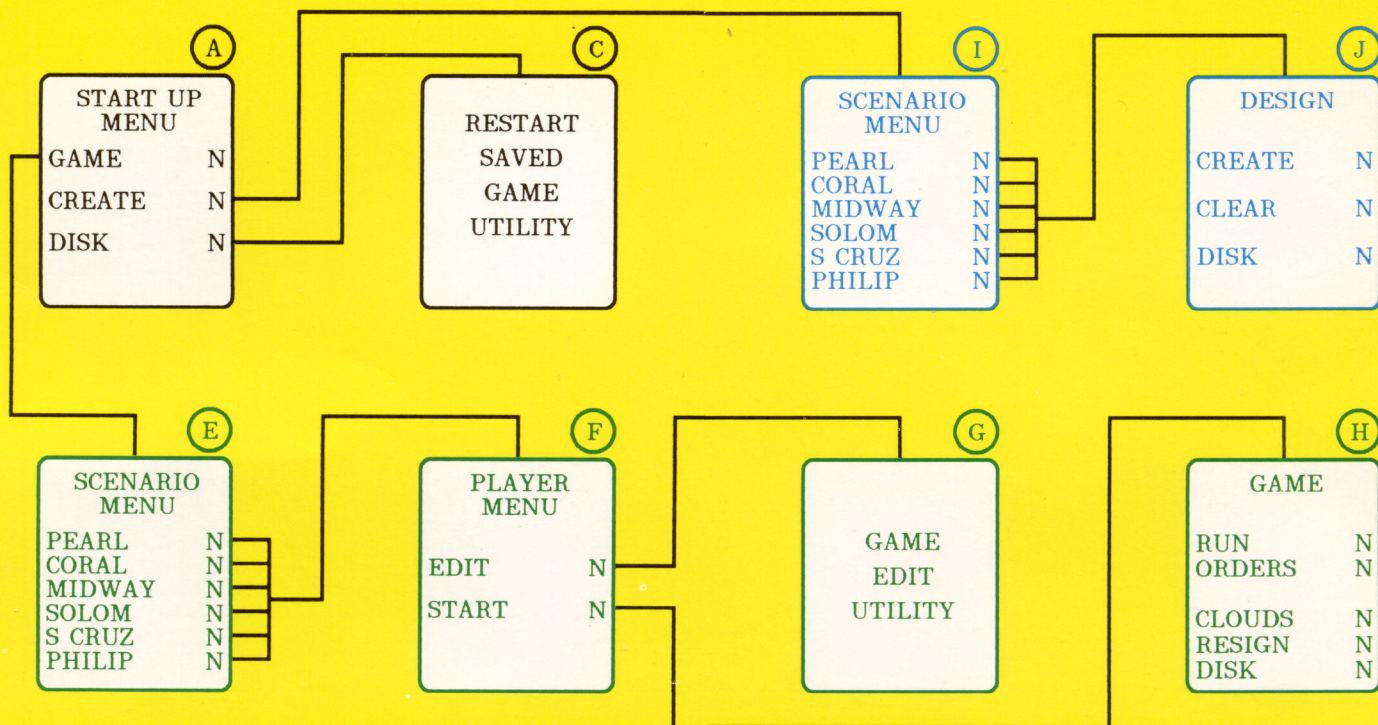 A
START UP
MENU
GAME N
CREATE N
DISK N
C
RESTART
SAVED
GAME
UTILITY
I
SCENARIO
MENU
PEARL N
CORAL N
MIDWAY N
SOLOM N
S CRUZ N
PHILIP N
J
DESIGN
CREATE N
CLEAR N
DISK N
E
SCENARIO
MENU
PEARL N
CORAL N
MIDWAY N
SOLOM N
S CRUZ N
PHILIP N
F
PLAYER
MENU
EDIT N
START N
G
GAME
EDIT
UTILITY
H
GAME
RUN N
ORDERS N
CLOUDS N
RESIGN N
DISK N